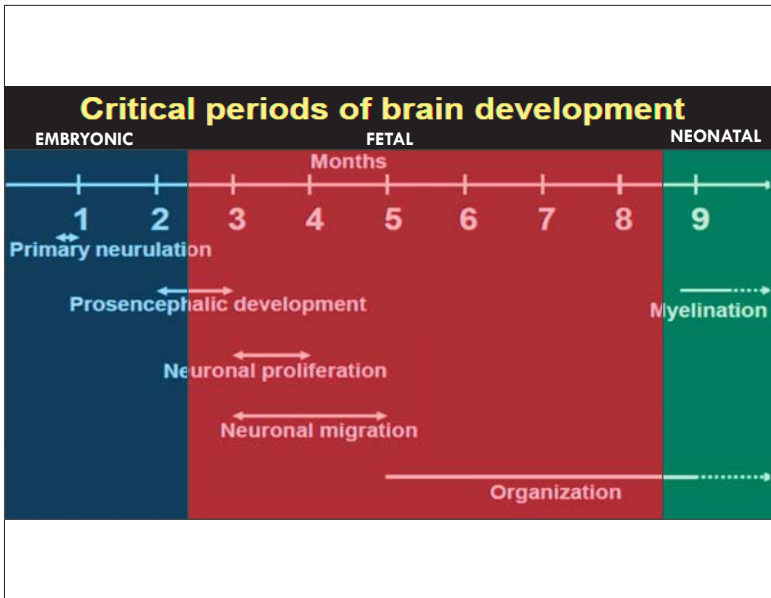 Critical periods of brain development
EMBRYONIC FETAL NEONATAL
Months
1 2 3 4 5 6 7 8 9
Primary neurulation
Prosencephalic development
Myelination
Neuronal proliferation
Neuronal migration
Organization